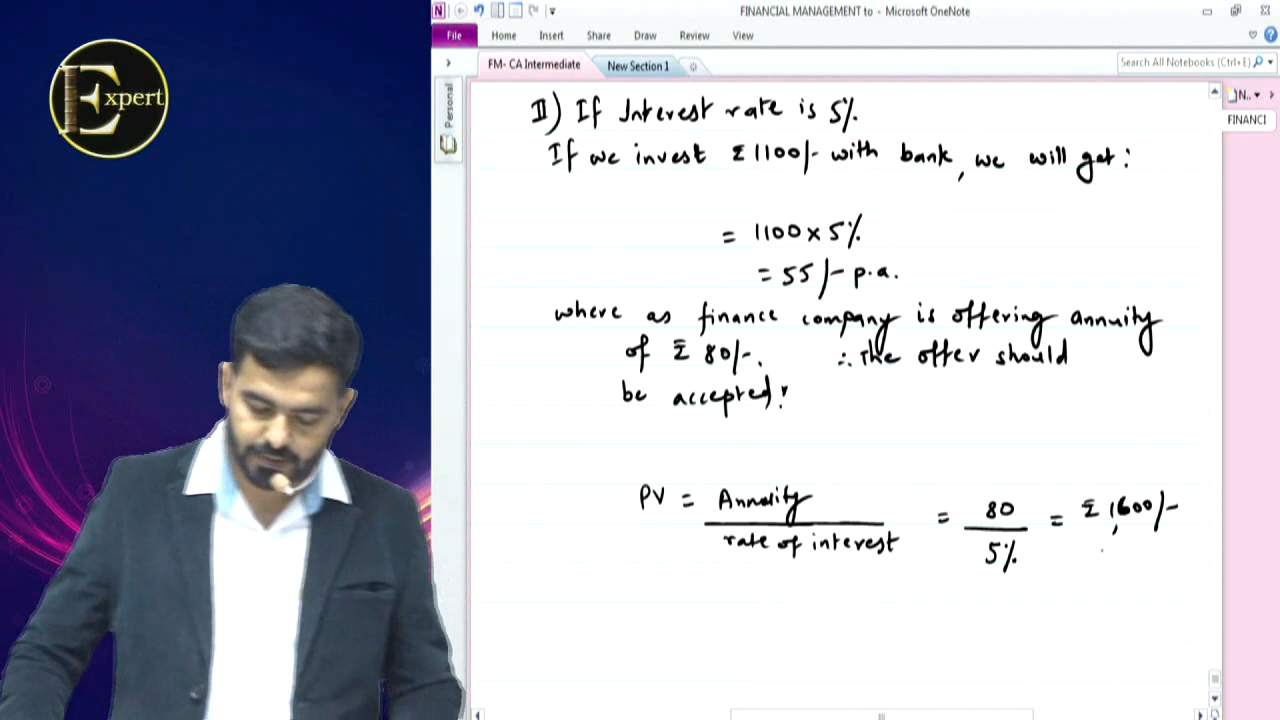 Expert
FINANCIAL MANAGEMENT to - Microsoft OneNote
File Home Insert Share Draw Review View
FM- CA Intermediate New Section 1
Search All Notebooks (Ctrl+E)
Personal
N..
FINANCI
II) If Interest rate is 5%.
If we invest ₹1100/- with bank, we will get:
= 1100 x 5%
= 55/- p.a.
where as finance company is offering annuity
of ₹ 80/-. ∴ The offer should
be accepted!
PV = Annuity / rate of interest = 80 / 5% = ₹ 1,600/-